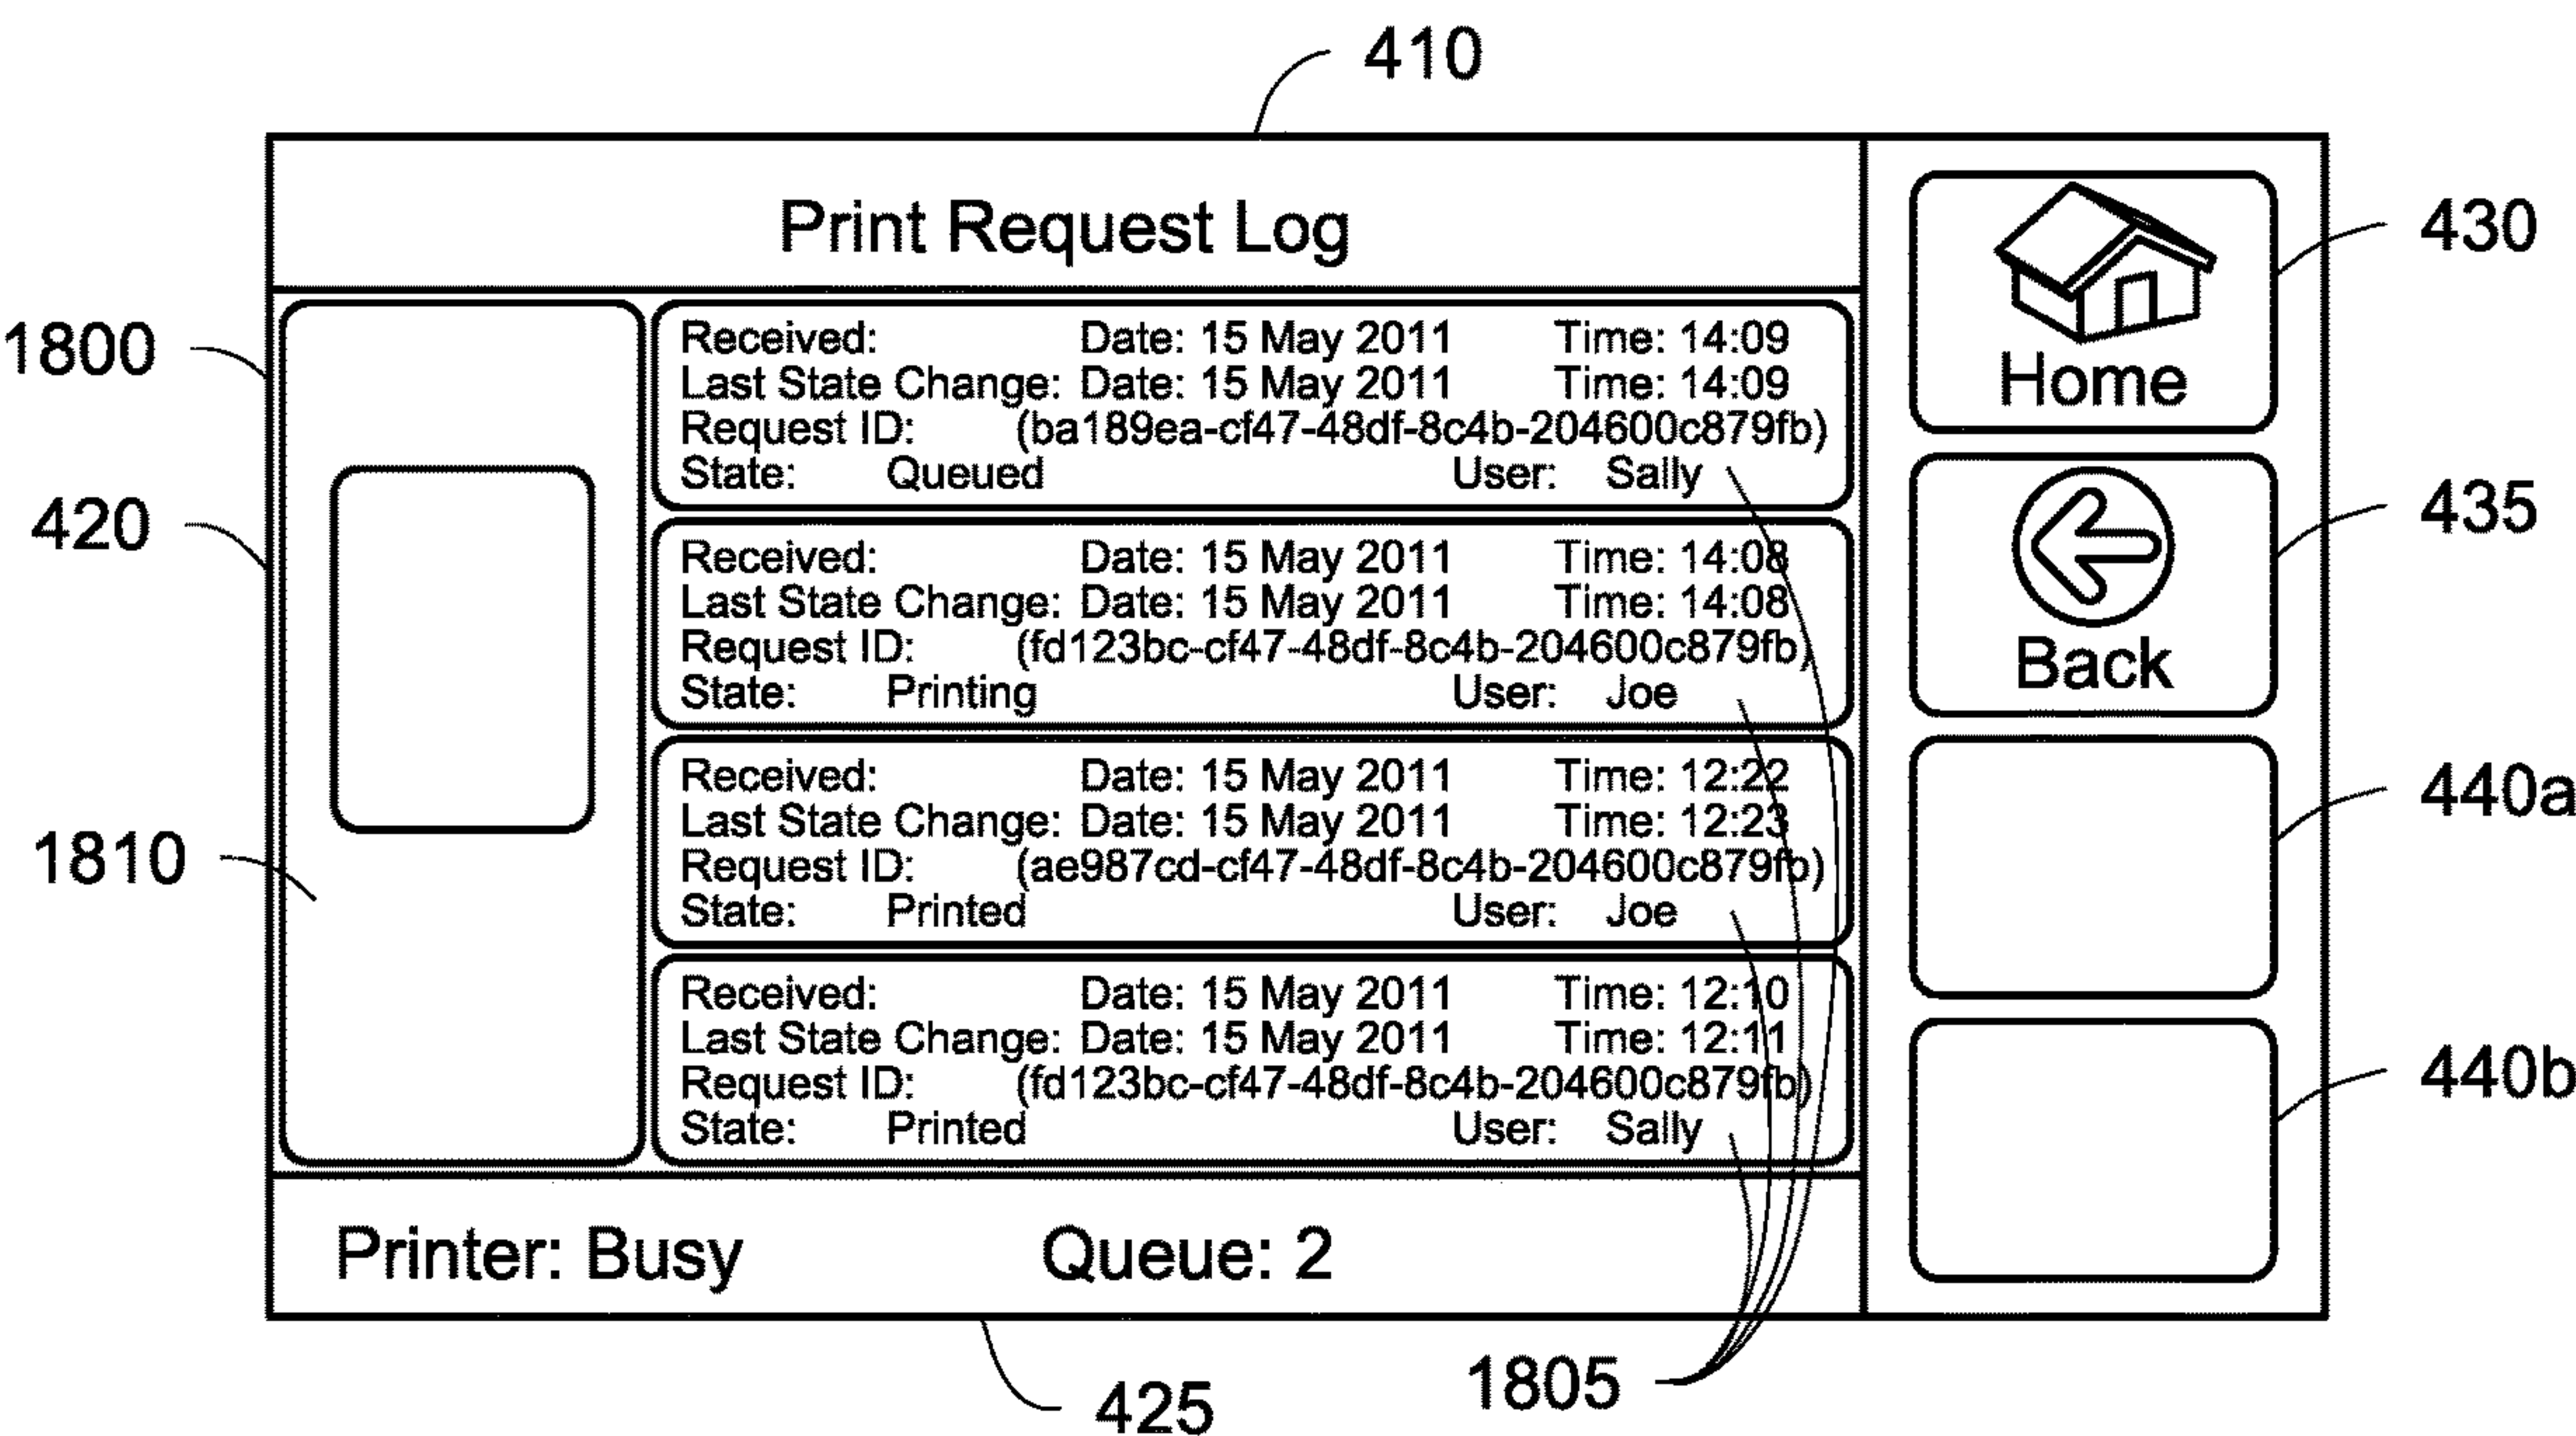 410
Print Request Log
430
Home
1800
Received: Date: 15 May 2011 Time: 14:09
Last State Change: Date: 15 May 2011 Time: 14:09
Request ID: (ba189ea-cf47-48df-8c4b-204600c879fb)
State: Queued User: Sally
420
435
Back
Received: Date: 15 May 2011 Time: 14:08
Last State Change: Date: 15 May 2011 Time: 14:08
Request ID: (fd123bc-cf47-48df-8c4b-204600c879fb)
State: Printing User: Joe
440a
1810
Received: Date: 15 May 2011 Time: 12:22
Last State Change: Date: 15 May 2011 Time: 12:23
Request ID: (ae987cd-cf47-48df-8c4b-204600c879fb)
State: Printed User: Joe
440b
Received: Date: 15 May 2011 Time: 12:10
Last State Change: Date: 15 May 2011 Time: 12:11
Request ID: (fd123bc-cf47-48df-8c4b-204600c879fb)
State: Printed User: Sally
Printer: Busy Queue: 2
425
1805